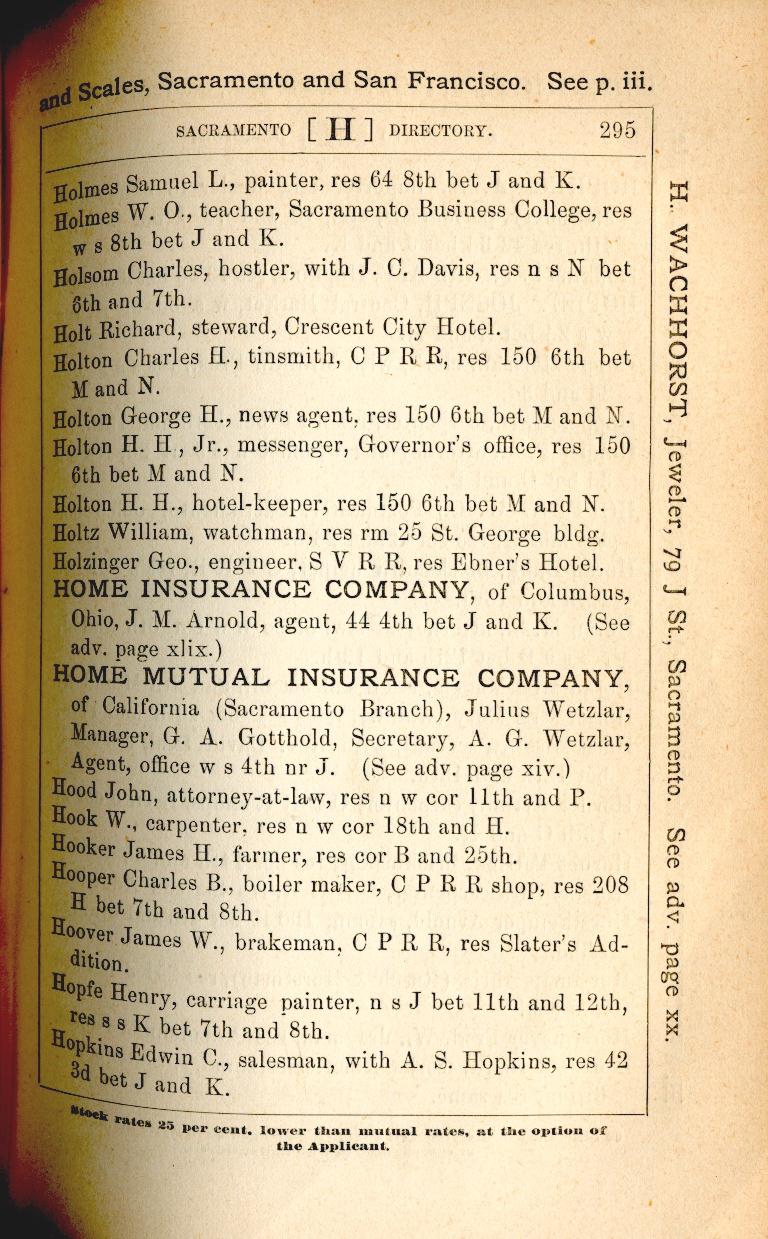 and Scales, Sacramento and San Francisco. See p. iii.
SACRAMENTO [H] DIRECTORY. 295
Holmes Samuel L., painter, res 64 8th bet J and K.
Holmes W. O., teacher, Sacramento Business College, res
w s 8th bet J and K.
Holsom Charles, hostler, with J. C. Davis, res n s N bet
6th and 7th.
Holt Richard, steward, Crescent City Hotel.
Holton Charles H., tinsmith, C P R R, res 150 6th bet
M and N.
Holton George H., news agent, res 150 6th bet M and N.
Holton H. H , Jr., messenger, Governor's office, res 150
6th bet M and N.
Holton H. H., hotel-keeper, res 150 6th bet M and N.
Holtz William, watchman, res rm 25 St. George bldg.
Holzinger Geo., engineer. S V R R, res Ebner's Hotel.
HOME INSURANCE COMPANY, of Columbus,
Ohio, J. M. Arnold, agent, 44 4th bet J and K. (See
adv. page xlix.)
HOME MUTUAL INSURANCE COMPANY,
of California (Sacramento Branch), Julius Wetzlar,
Manager, G. A. Gotthold, Secretary, A. G. Wetzlar,
Agent, office w s 4th nr J. (See adv. page xiv.)
Hood John, attorney-at-law, res n w cor 11th and P.
Hook W., carpenter, res n w cor 18th and H.
Hooker James H., farmer, res cor B and 25th.
Hooper Charles B., boiler maker, C P R R shop, res 208
H bet 7th and 8th.
Hoover James W., brakeman, C P R R, res Slater's Ad-
dition.
Hopfe Henry, carriage painter, n s J bet 11th and 12th,
res s s K bet 7th and 8th.
Hopkins Edwin C., salesman, with A. S. Hopkins, res 42
3d bet J and K.
Stock rates 25 per cent. lower than mutual rates, at the option of
the Applicant.
H. WACHHORST, Jeweler, 79 J St., Sacramento. See adv. page xx.